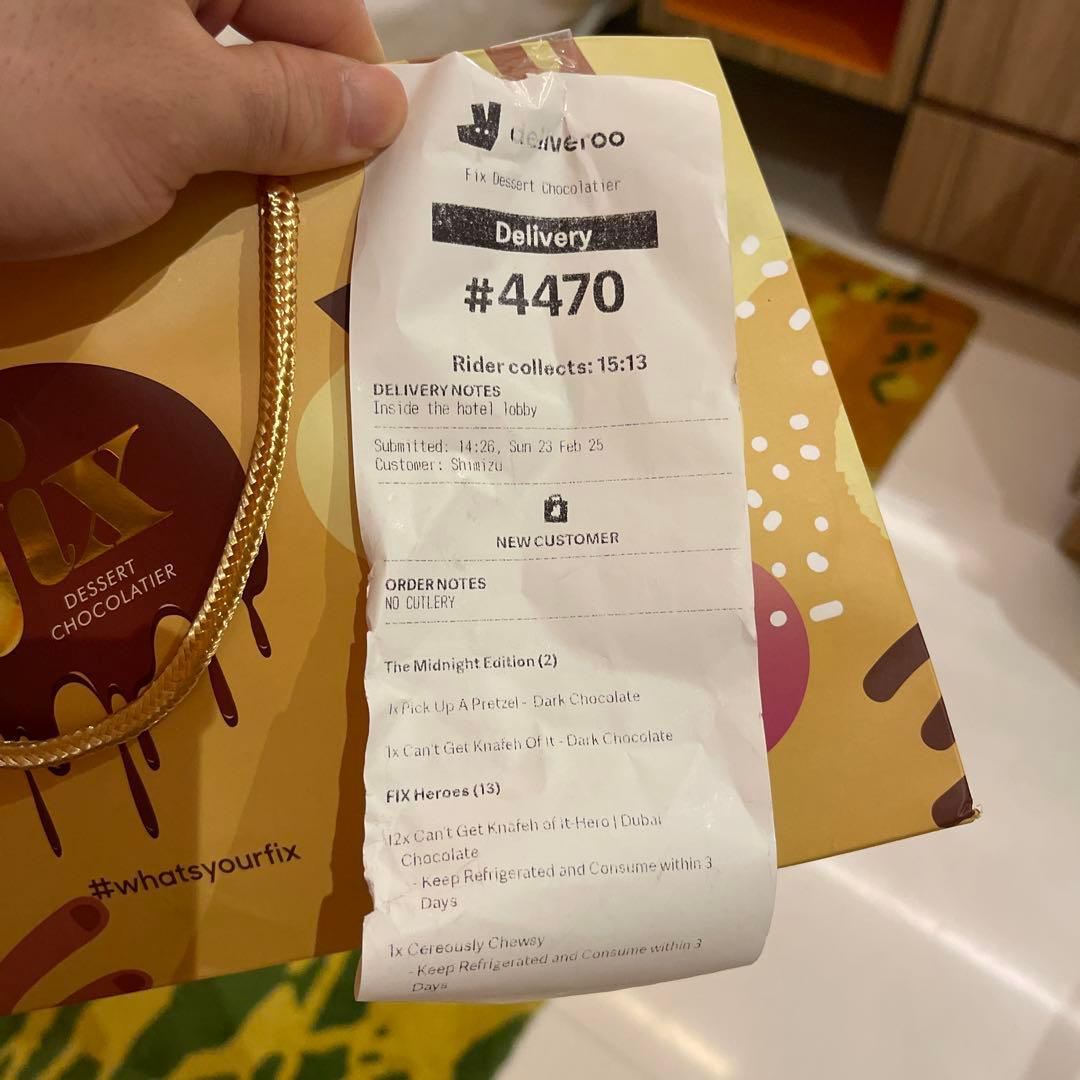 deliveroo
Fix Dessert Chocolatier
Delivery
#4470
Rider collects: 15:13
DELIVERY NOTES
Inside the hotel lobby
Submitted: 14:26, Sun 23 Feb 25
Customer: Shimizu
NEW CUSTOMER
ORDER NOTES
NO CUTLERY
The Midnight Edition (2)
1x Pick Up A Pretzel - Dark Chocolate
1x Can't Get Knafeh Of It - Dark Chocolate
FIX Heroes (13)
12x Can't Get Knafeh of it-Hero | Dubai
Chocolate
- Keep Refrigerated and Consume within 3
Days
1x Cereously Chewsy
- Keep Refrigerated and Consume within 3
Days
fix
DESSERT
CHOCOLATIER
#whatsyourfix